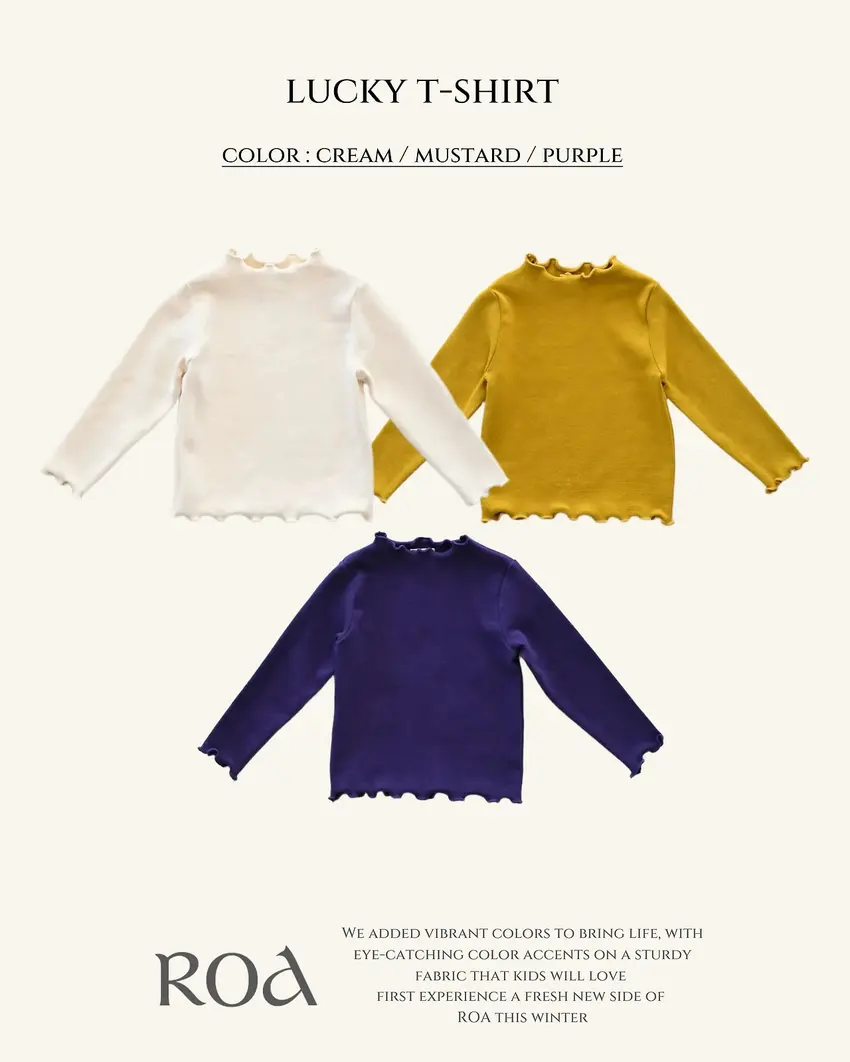 LUCKY T-SHIRT
COLOR : CREAM / MUSTARD / PURPLE
ROA
WE ADDED VIBRANT COLORS TO BRING LIFE, WITH
EYE-CATCHING COLOR ACCENTS ON A STURDY
FABRIC THAT KIDS WILL LOVE
FIRST EXPERIENCE A FRESH NEW SIDE OF
ROA THIS WINTER